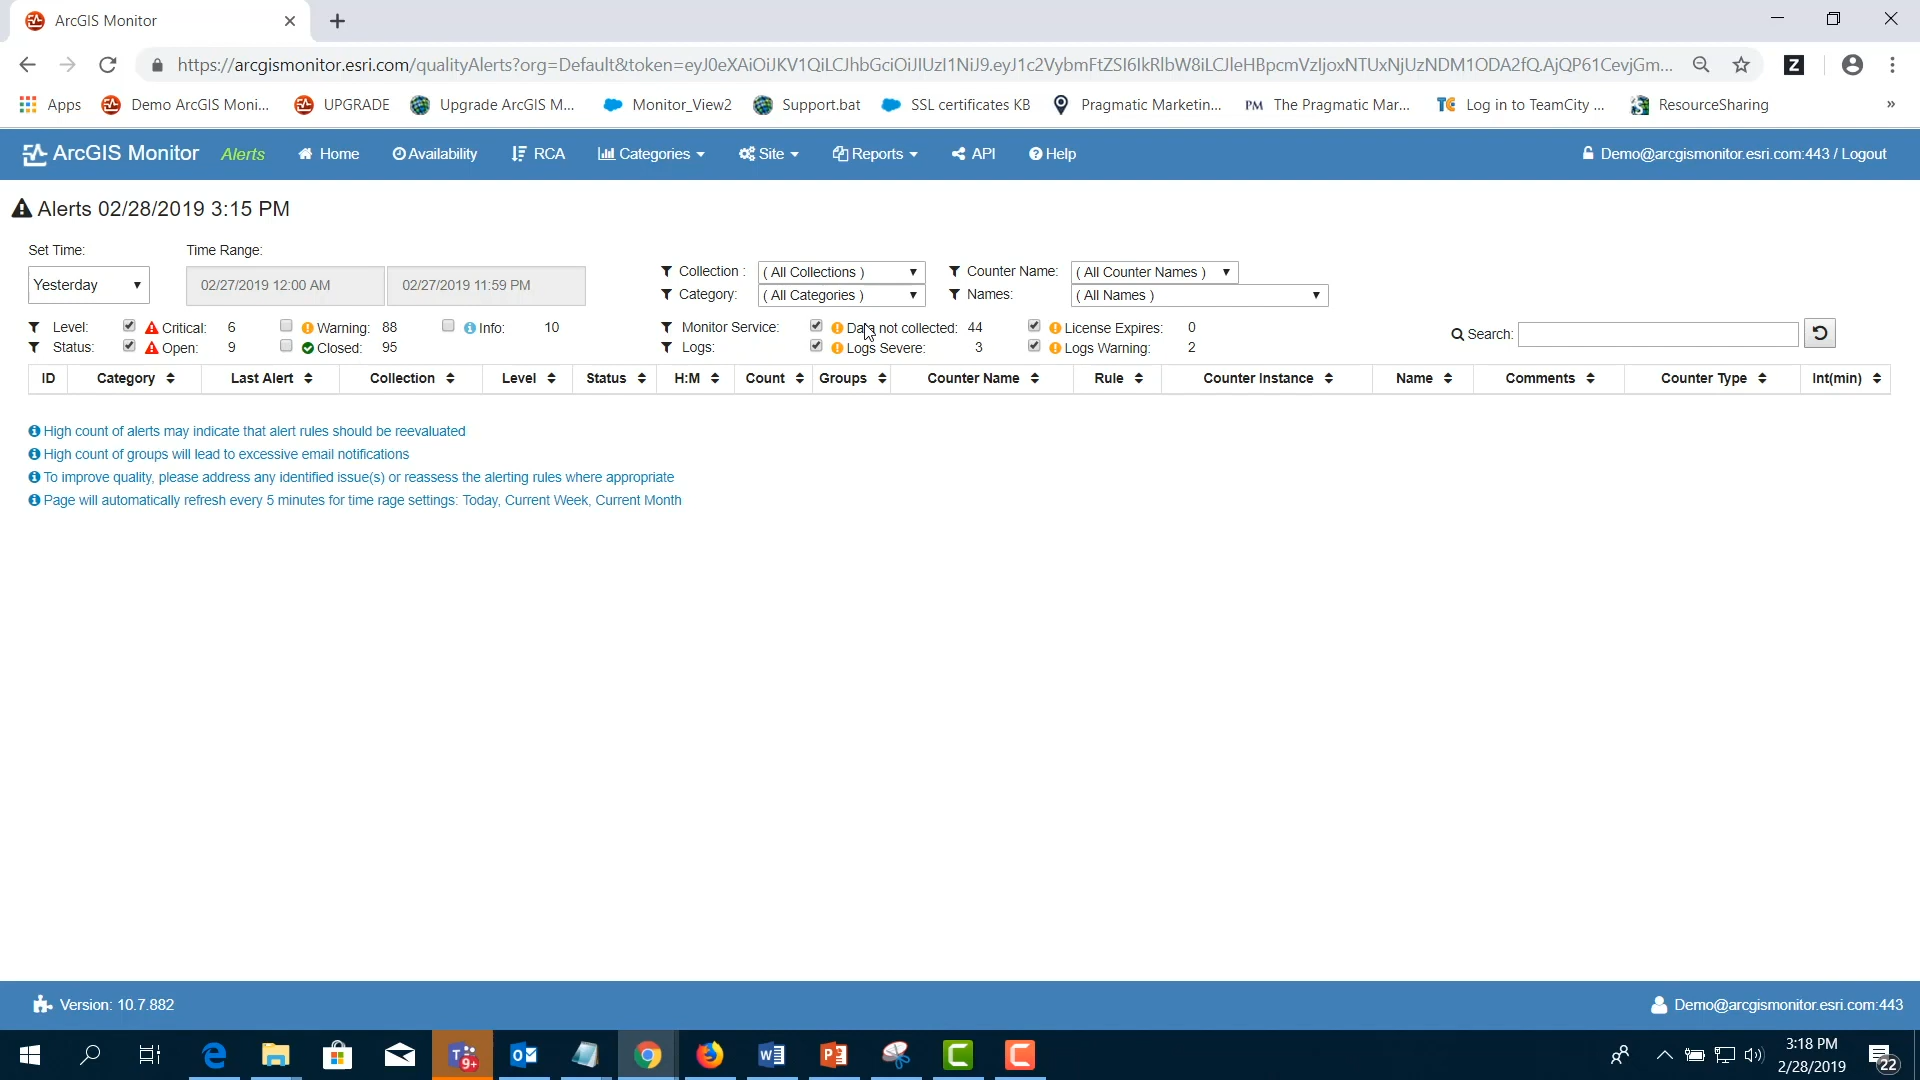 ArcGIS Monitor
https://arcgismonitor.esri.com/qualityAlerts?org=Default&token=eyJ0eXAiOiJKV1QiLCJhbGciOiJIUzI1NiJ9.eyJ1c2VybmFtZSI6IkRlbW8iLCJleHBpcmVzIjoxNTUxNjUzNDM1ODA2fQ.AjQP61CevjGm...
Apps Demo ArcGIS Moni... UPGRADE Upgrade ArcGIS M... Monitor_View2 Support.bat SSL certificates KB Pragmatic Marketin... PM The Pragmatic Mar... TC Log in to TeamCity ... ResourceSharing »
ArcGIS Monitor Alerts Home Availability RCA Categories Site Reports API Help Demo@arcgismonitor.esri.com:443 / Logout
Alerts 02/28/2019 3:15 PM
Set Time: Time Range:
Yesterday 02/27/2019 12:00 AM 02/27/2019 11:59 PM
Collection : ( All Collections ) Counter Name: ( All Counter Names )
Category: ( All Categories ) Names: ( All Names )
Level: Critical: 6 Warning: 88 Info: 10 Monitor Service: Data not collected: 44 License Expires: 0
Search:
Status: Open: 9 Closed: 95 Logs: Logs Severe: 3 Logs Warning: 2
ID Category Last Alert Collection Level Status H:M Count Groups Counter Name Rule Counter Instance Name Comments Counter Type Int(min)
High count of alerts may indicate that alert rules should be reevaluated
High count of groups will lead to excessive email notifications
To improve quality, please address any identified issue(s) or reassess the alerting rules where appropriate
Page will automatically refresh every 5 minutes for time rage settings: Today, Current Week, Current Month
Version: 10.7.882 Demo@arcgismonitor.esri.com:443
3:18 PM
2/28/2019
22